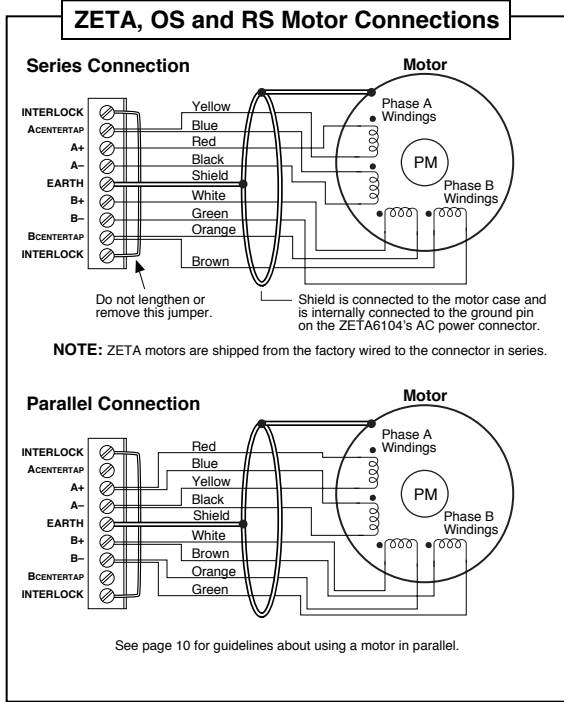 ZETA, OS and RS Motor Connections
Series Connection
Motor
INTERLOCK
ACENTERTAP
A+
A–
EARTH
B+
B–
BCENTERTAP
INTERLOCK
Yellow
Blue
Red
Black
Shield
White
Green
Orange
Brown
Phase A
Windings
PM
Phase B
Windings
Do not lengthen or
remove this jumper.
Shield is connected to the motor case and
is internally connected to the ground pin
on the ZETA6104's AC power connector.
NOTE: ZETA motors are shipped from the factory wired to the connector in series.
Parallel Connection
Motor
INTERLOCK
ACENTERTAP
A+
A–
EARTH
B+
B–
BCENTERTAP
INTERLOCK
Red
Blue
Yellow
Black
Shield
White
Brown
Orange
Green
Phase A
Windings
PM
Phase B
Windings
See page 10 for guidelines about using a motor in parallel.